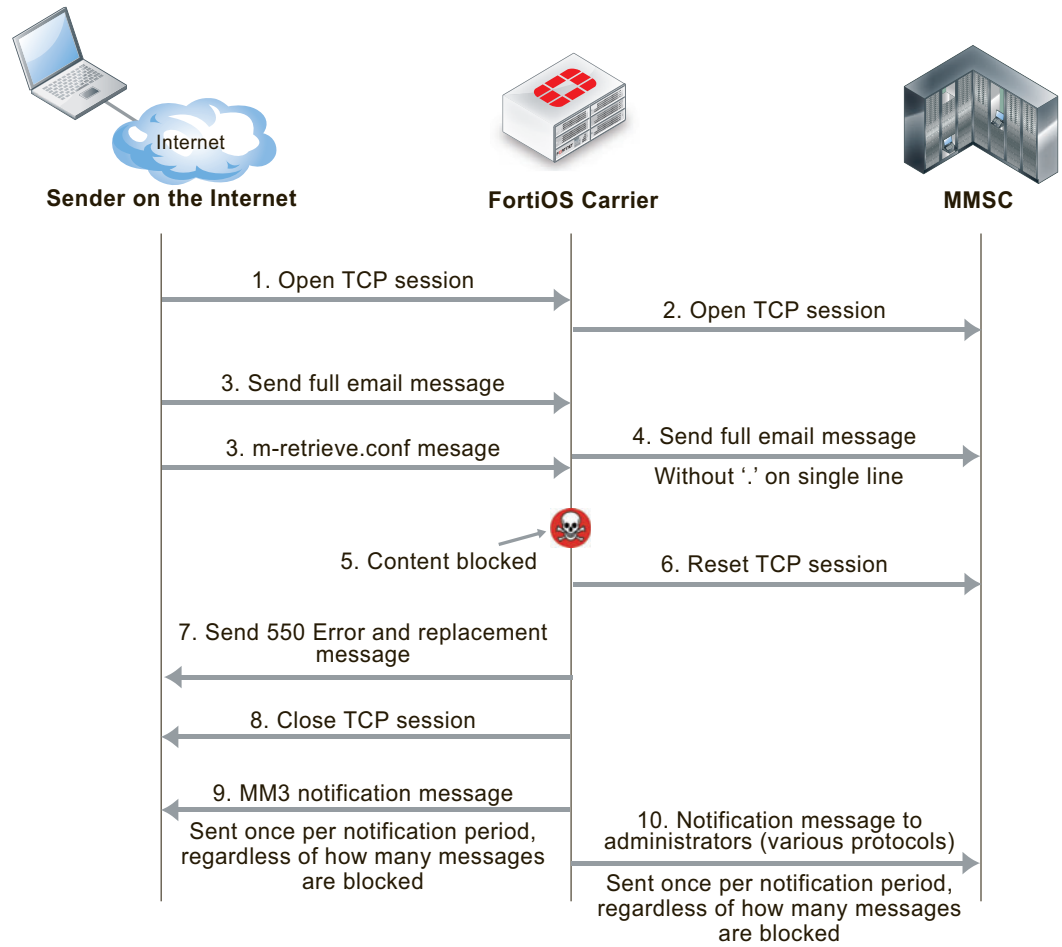 Internet
Sender on the Internet
FortiOS Carrier
MMSC
1. Open TCP session
2. Open TCP session
3. Send full email message
3. m-retrieve.conf mesage
4. Send full email message
Without ‘.’ on single line
5. Content blocked
6. Reset TCP session
7. Send 550 Error and replacement
message
8. Close TCP session
9. MM3 notification message
Sent once per notification period,
regardless of how many messages
are blocked
10. Notification message to
administrators (various protocols)
Sent once per notification period,
regardless of how many messages
are blocked